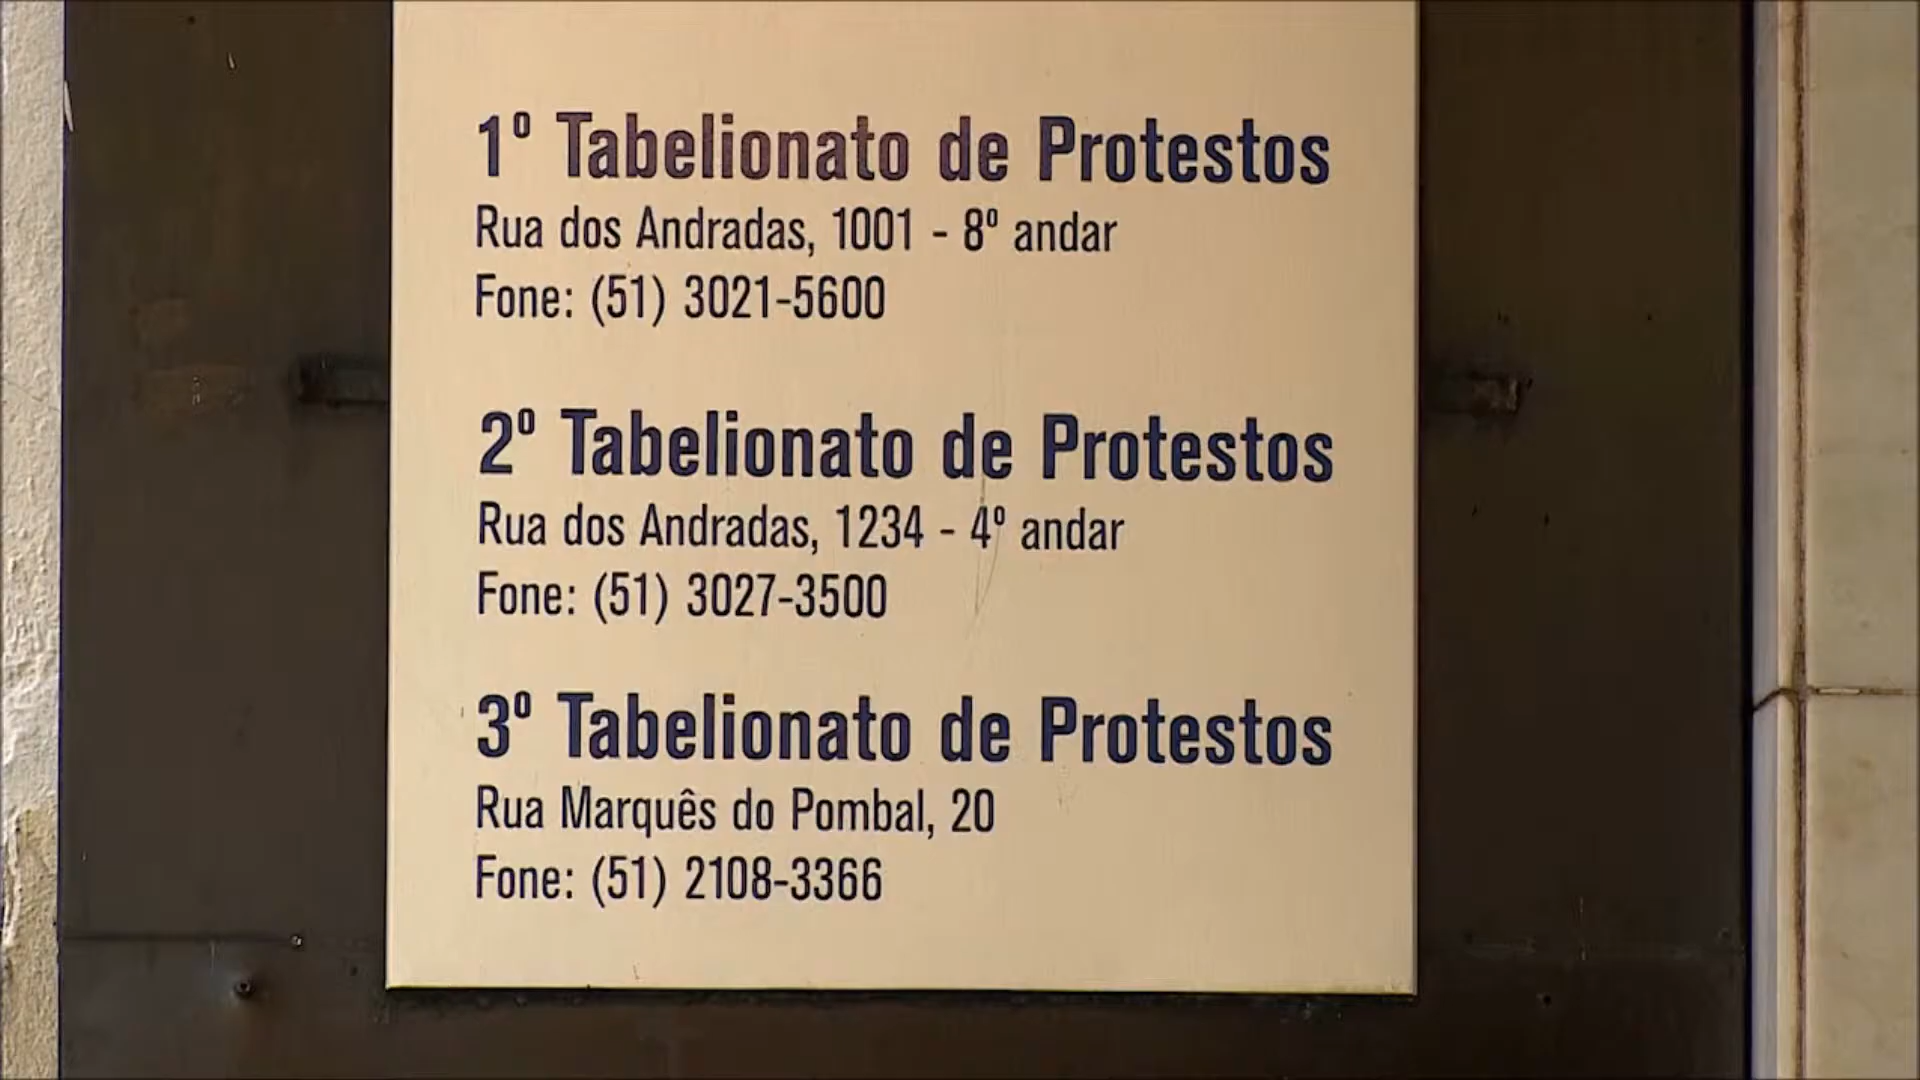 1º Tabelionato de Protestos
Rua dos Andradas, 1001 - 8º andar
Fone: (51) 3021-5600
2º Tabelionato de Protestos
Rua dos Andradas, 1234 - 4º andar
Fone: (51) 3027-3500
3º Tabelionato de Protestos
Rua Marquês do Pombal, 20
Fone: (51) 2108-3366